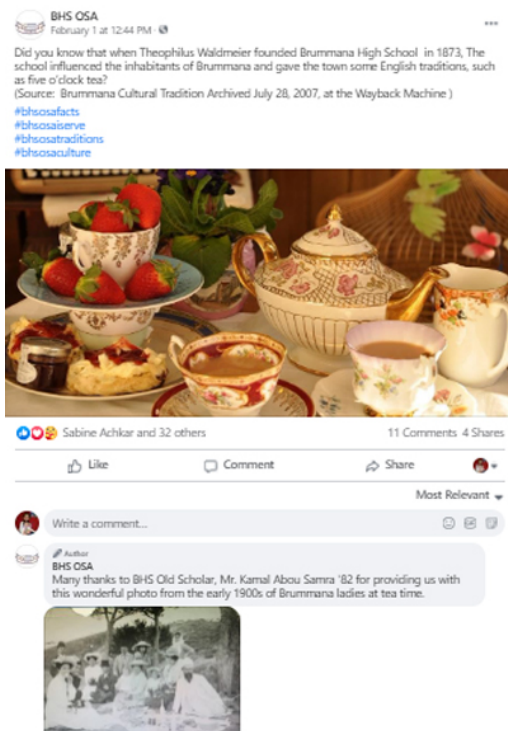 BHS OSA
February 1 at 12:44 PM ·
Did you know that when Theophilus Waldmeier founded Brummana High School in 1873, The
school influenced the inhabitants of Brummana and gave the town some English traditions, such
as five o'clock tea?
(Source: Brummana Cultural Tradition Archived July 28, 2007, at the Wayback Machine )
#bhsosafacts
#bhsosaiserve
#bhsosatraditions
#bhsosaculture
Sabine Achkar and 32 others
11 Comments 4 Shares
Like
Comment
Share
Most Relevant
Write a comment...
Author
BHS OSA
Many thanks to BHS Old Scholar, Mr. Kamal Abou Samra '82 for providing us with
this wonderful photo from the early 1900s of Brummana ladies at tea time.